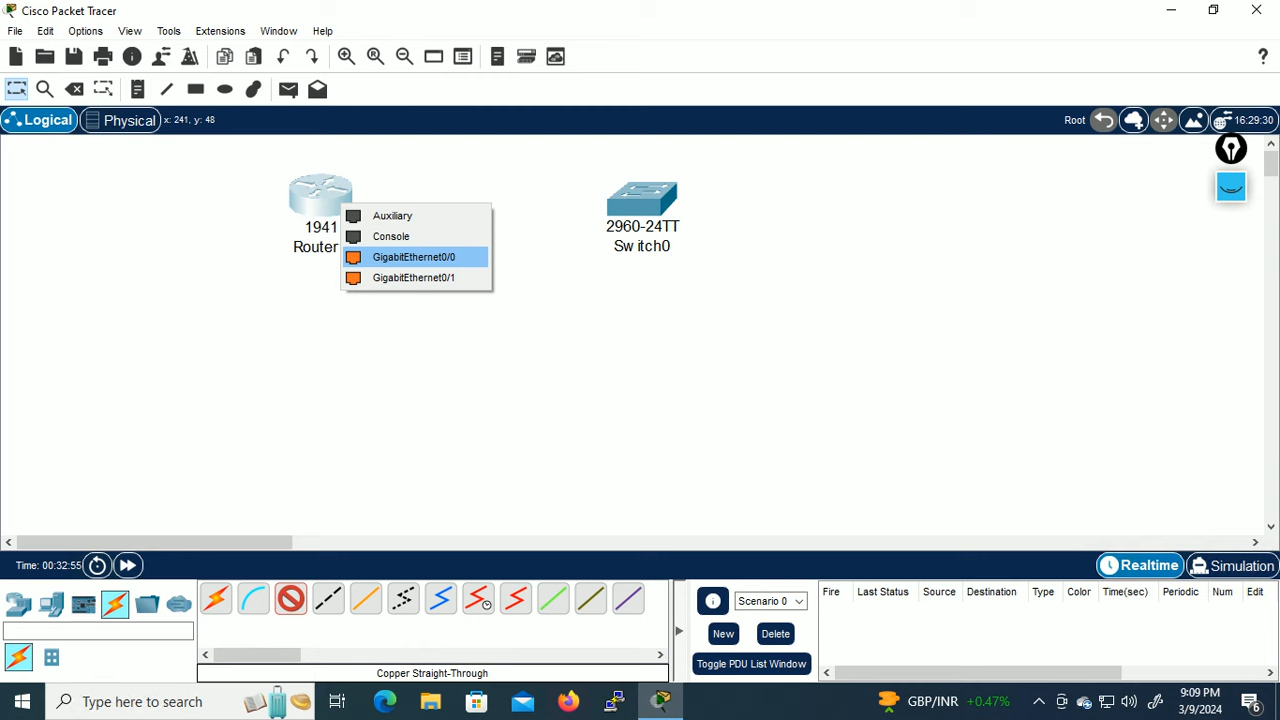 Cisco Packet Tracer
File Edit Options View Tools Extensions Window Help
?
Logical Physical x: 241, y: 48 Root 16:29:30
1941
Router
Auxiliary
Console
GigabitEthernet0/0
GigabitEthernet0/1
2960-24TT
Switch0
Time: 00:32:55 Realtime Simulation
Scenario 0
New Delete
Toggle PDU List Window
Fire Last Status Source Destination Type Color Time(sec) Periodic Num Edit
Copper Straight-Through
Type here to search
GBP/INR +0.47%
9:09 PM
3/9/2024
6